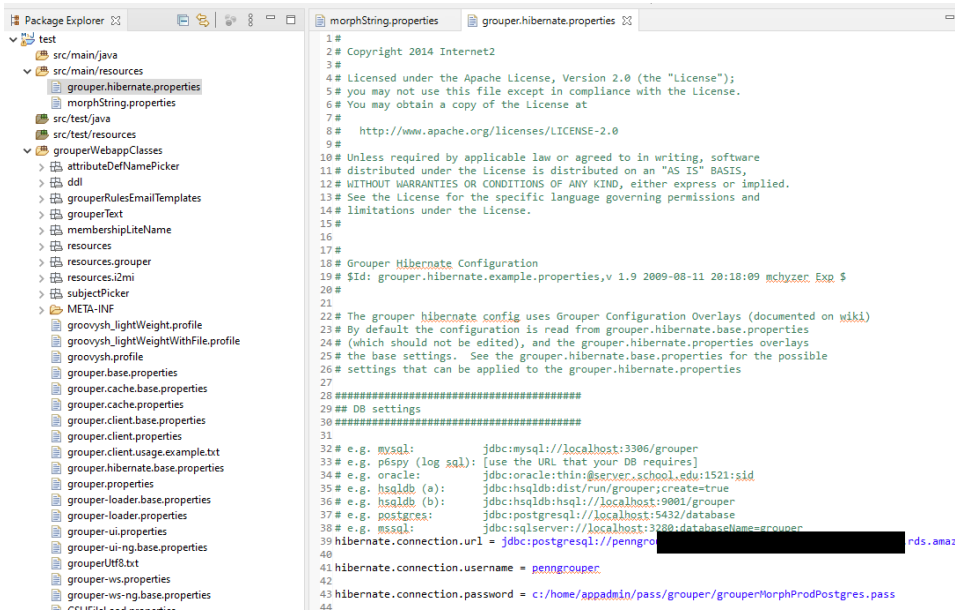 Package Explorer
test
src/main/java
src/main/resources
grouper.hibernate.properties
morphString.properties
src/test/java
src/test/resources
grouperWebappClasses
attributeDefNamePicker
ddl
grouperRulesEmailTemplates
grouperText
membershipLiteName
resources
resources.grouper
resources.i2mi
subjectPicker
META-INF
groovysh_lightWeight.profile
groovysh_lightWeightWithFile.profile
groovysh.profile
grouper.base.properties
grouper.cache.base.properties
grouper.cache.properties
grouper.client.base.properties
grouper.client.properties
grouper.client.usage.example.txt
grouper.hibernate.base.properties
grouper.properties
grouper-loader.base.properties
grouper-loader.properties
grouper-ui.properties
grouper-ui-ng.base.properties
grouperUtf8.txt
grouper-ws.properties
grouper-ws-ng.base.properties
morphString.properties
grouper.hibernate.properties
1 #
2 # Copyright 2014 Internet2
3 #
4 # Licensed under the Apache License, Version 2.0 (the "License");
5 # you may not use this file except in compliance with the License.
6 # You may obtain a copy of the License at
7 #
8 #   http://www.apache.org/licenses/LICENSE-2.0
9 #
10 # Unless required by applicable law or agreed to in writing, software
11 # distributed under the License is distributed on an "AS IS" BASIS,
12 # WITHOUT WARRANTIES OR CONDITIONS OF ANY KIND, either express or implied.
13 # See the License for the specific language governing permissions and
14 # limitations under the License.
15 #
16
17 #
18 # Grouper Hibernate Configuration
19 # $Id: grouper.hibernate.example.properties,v 1.9 2009-08-11 20:18:09 mchyzer Exp $
20 #
21
22 # The grouper hibernate config uses Grouper Configuration Overlays (documented on wiki)
23 # By default the configuration is read from grouper.hibernate.base.properties
24 # (which should not be edited), and the grouper.hibernate.properties overlays
25 # the base settings.  See the grouper.hibernate.base.properties for the possible
26 # settings that can be applied to the grouper.hibernate.properties
27
28 ########################################
29 ## DB settings
30 ########################################
31
32 # e.g. mysql:           jdbc:mysql://localhost:3306/grouper
33 # e.g. p6spy (log sql): [use the URL that your DB requires]
34 # e.g. oracle:          jdbc:oracle:thin:@server.school.edu:1521:sid
35 # e.g. hsqldb (a):      jdbc:hsqldb:dist/run/grouper;create=true
36 # e.g. hsqldb (b):      jdbc:hsqldb:hsql://localhost:9001/grouper
37 # e.g. postgres:        jdbc:postgresql://localhost:5432/database
38 # e.g. mssql:           jdbc:sqlserver://localhost:3280;databaseName=grouper
39 hibernate.connection.url = jdbc:postgresql://penngrou .rds.amaz
40
41 hibernate.connection.username = penngrouper
42
43 hibernate.connection.password = c:/home/appadmin/pass/grouper/grouperMorphProdPostgres.pass
44